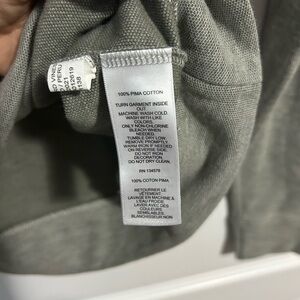 100% PIMA COTTON
TURN GARMENT INSIDE
OUT.
MACHINE WASH COLD.
WASH WITH LIKE
COLORS.
ONLY NON-CHLORINE
BLEACH WHEN
NEEDED.
TUMBLE DRY LOW.
REMOVE PROMPTLY.
WARM IRON IF NEEDED
ON REVERSE SIDE.
DO NOT IRON
DECORATION.
DO NOT DRY CLEAN.
RN 134579
100% COTON PIMA
RETOURNER LE
VÊTEMENT.
LAVAGE EN MACHINE À
L'EAU FROIDE
LAVER AVEC COULEURS
SEMBLABLES.
BLANCHISSEUR NON
PERU